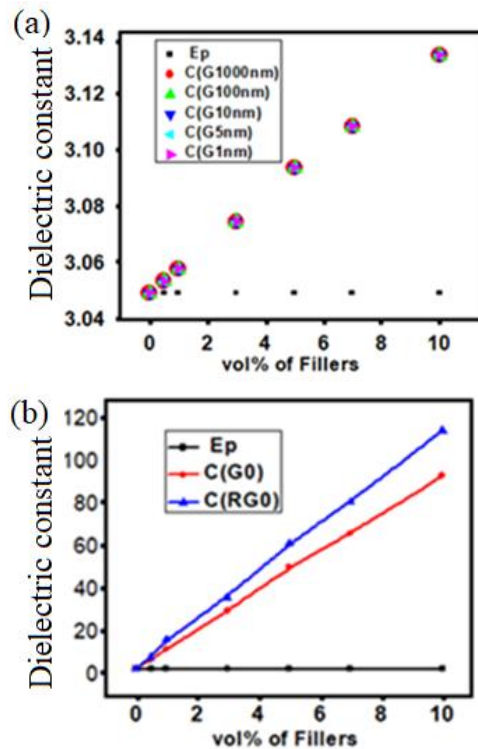 (a)
Dielectric constant
3.14
3.12
3.10
3.08
3.06
3.04
Ep
C(G1000nm)
C(G100nm)
C(G10nm)
C(G5nm)
C(G1nm)
0 2 4 6 8 10
vol% of Fillers
(b)
Dielectric constant
120
100
80
60
40
20
0
Ep
C(G0)
C(RG0)
0 2 4 6 8 10
vol% of Fillers